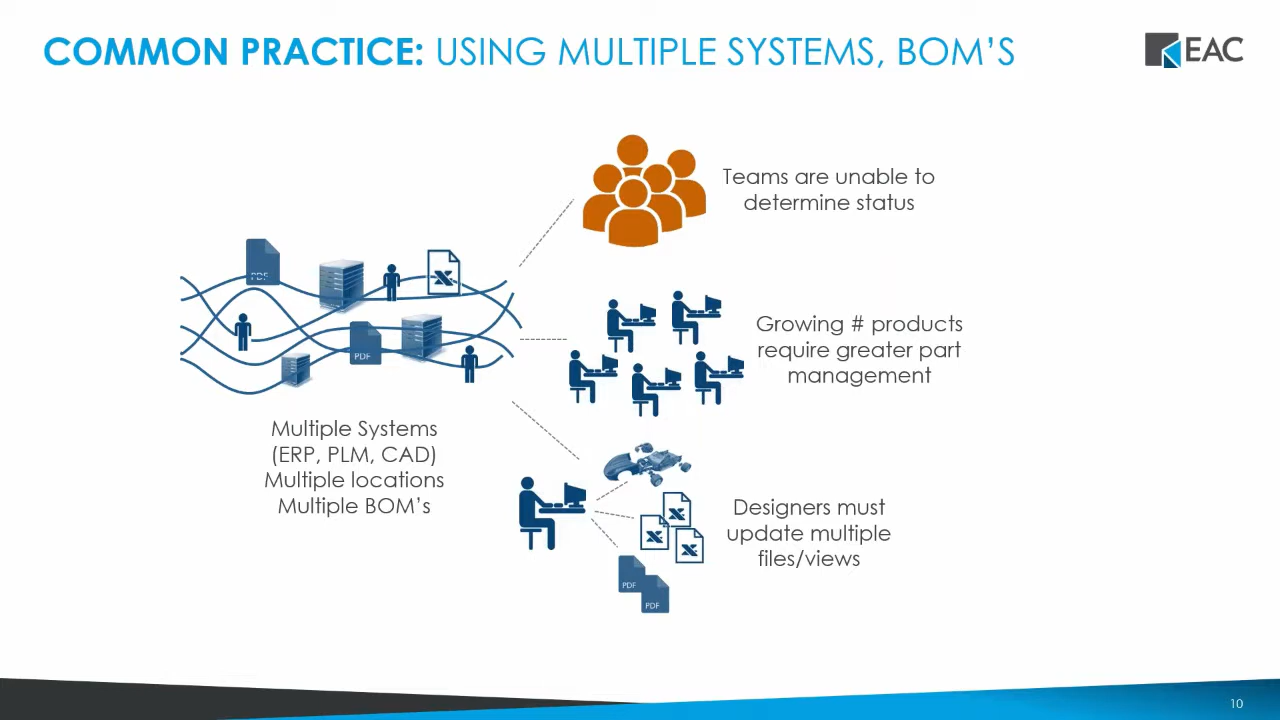 COMMON PRACTICE: USING MULTIPLE SYSTEMS, BOM'S
EAC
Teams are unable to
determine status
PDF
X
PDF
Growing # products
require greater part
management
Multiple Systems
(ERP, PLM, CAD)
Multiple locations
Multiple BOM's
Designers must
update multiple
files/views
X
X
X
PDF
PDF
10